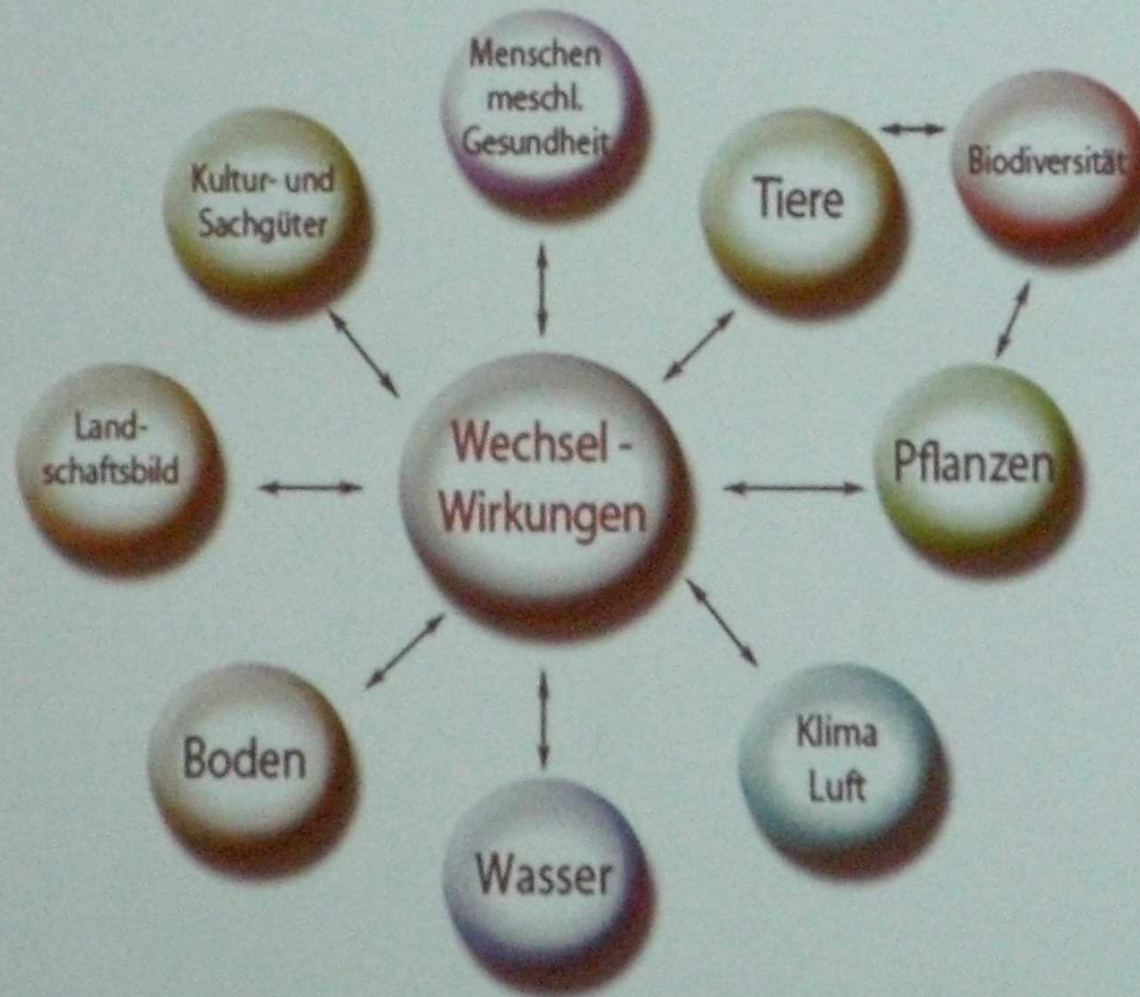 Menschen
meschl.
Gesundheit
Kultur- und
Sachgüter
Tiere
Biodiversität
Land-
schaftsbild
Wechsel -
Wirkungen
Pflanzen
Boden
Klima
Luft
Wasser